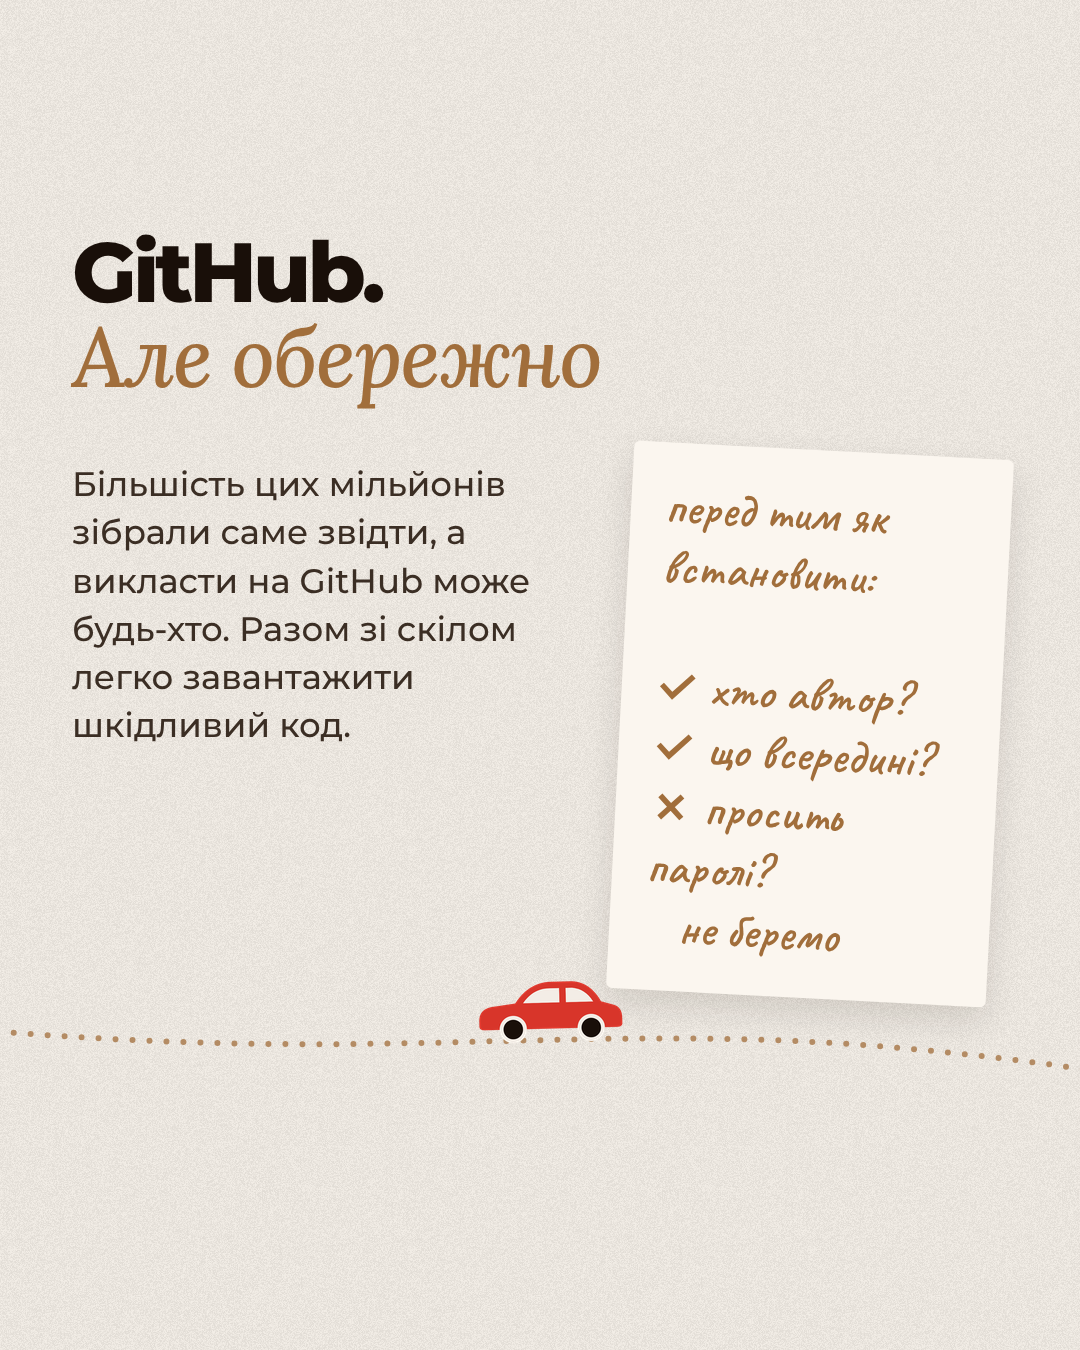 GitHub.
Але обережно
Більшість цих мільйонів
зібрали саме звідти, а
викласти на GitHub може
будь-хто. Разом зі скілом
легко завантажити
шкідливий код.
перед тим як
встановити:
✓ хто автор?
✓ що всередині?
✕ просить
паролі?
не беремо